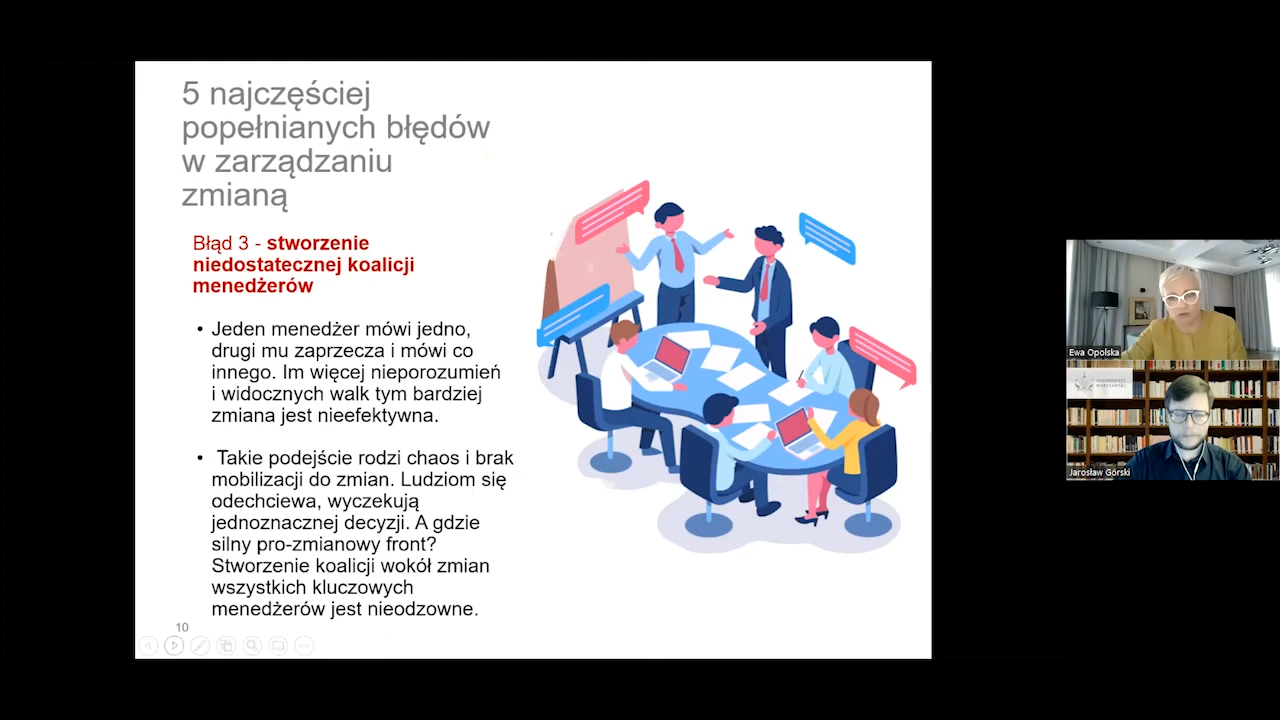 5 najczęściej
popełnianych błędów
w zarządzaniu
zmianą
Błąd 3 - stworzenie
niedostatecznej koalicji
menedżerów
• Jeden menedżer mówi jedno,
drugi mu zaprzecza i mówi co
innego. Im więcej nieporozumień
i widocznych walk tym bardziej
zmiana jest nieefektywna.
• Takie podejście rodzi chaos i brak
mobilizacji do zmian. Ludziom się
odechciewa, wyczekują
jednoznacznej decyzji. A gdzie
silny pro-zmianowy front?
Stworzenie koalicji wokół zmian
wszystkich kluczowych
menedżerów jest nieodzowne.
10
Ewa Opolska
UNIWERSYTET
WARSZAWSKI
Jarosław Górski